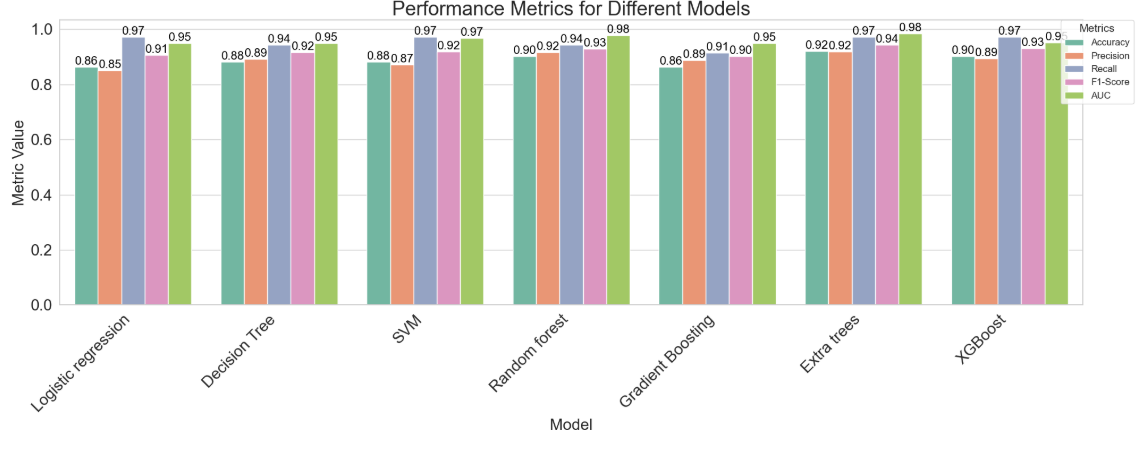 Performance Metrics for Different Models
Metric Value
1.0
0.8
0.6
0.4
0.2
0.0
0.86 0.85 0.97 0.91 0.95
0.88 0.89 0.94 0.92 0.95
0.88 0.87 0.97 0.92 0.97
0.90 0.92 0.94 0.93 0.98
0.86 0.89 0.91 0.90 0.95
0.92 0.92 0.97 0.94 0.98
0.90 0.89 0.97 0.93 0.95
Metrics
Accuracy
Precision
Recall
F1-Score
AUC
Logistic regression
Decision Tree
SVM
Random forest
Gradient Boosting
Extra trees
XGBoost
Model